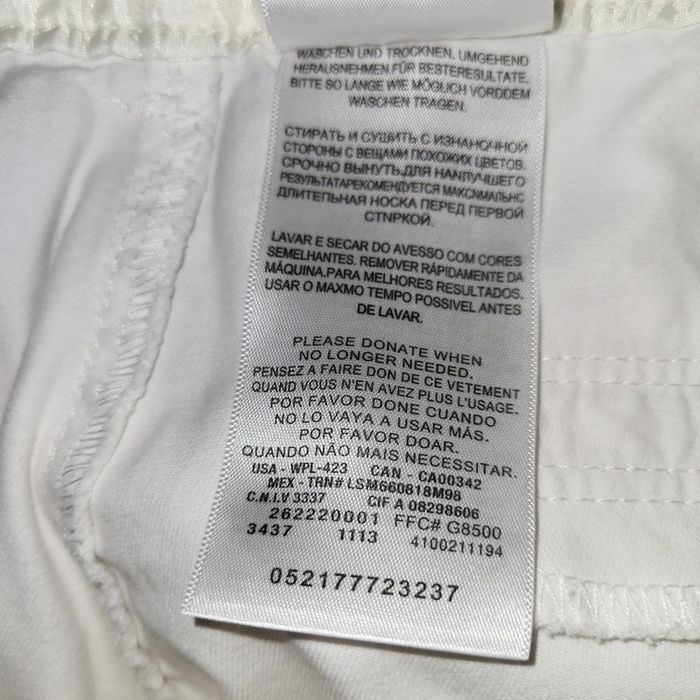 WASCHEN UND TROCKNEN. UMGEHEND
HERAUSNEHMEN FÜR BESTERESULTATE.
BITTE SO LANGE WIE MÖGLICH VORDDEM
WASCHEN TRAGEN.
СТИРАТЬ И СУШИТЬ С ИЗНАНОЧНОЙ
СТОРОНЫ С ВЕЩАМИ ПОХОЖИХ ЦВЕТОВ.
СРОЧНО ВЫНУТЬ.ДЛЯ НАИЛУЧШЕГО
РЕЗУЛЬТАТАРЕКОМЕНДУЕТСЯ МАКСNМАЛЬНС
ДЛИТЕЛЬНАЯ НОСКА ПЕРЕД ПЕРВОЙ
СТNРКОЙ.
LAVAR E SECAR DO AVESSO COM CORES
SEMELHANTES. REMOVER RÁPIDAMENTE DA
MÁQUINA.PARA MELHORES RESULTADOS.
USAR O MAXMO TEMPO POSSIVEL ANTES
DE LAVAR.
PLEASE DONATE WHEN
NO LONGER NEEDED.
PENSEZ A FAIRE DON DE CE VETEMENT
QUAND VOUS N'EN AVEZ PLUS L'USAGE.
POR FAVOR DONE CUANDO
NO LO VAYA A USAR MÁS.
POR FAVOR DOAR.
QUANDO NÃO MAIS NECESSITAR.
USA - WPL-423 CAN - CA00342
MEX - TRN# LSM660818M98
C.N.I.V 3337 CIF A 08298606
262220001 FFC# G8500
3437 1113 4100211194
052177723237